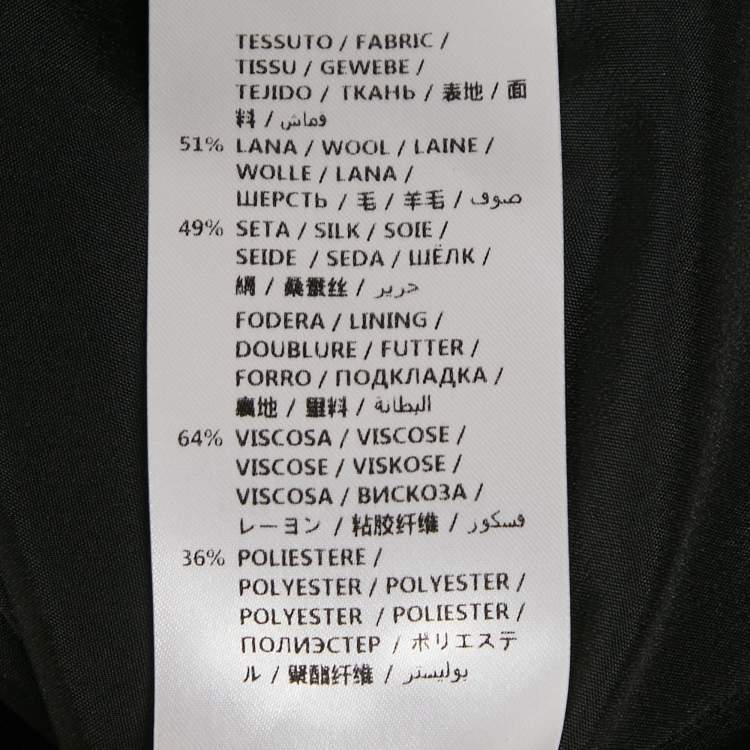 TESSUTO / FABRIC /
TISSU / GEWEBE /
TEJIDO / ТКАНЬ / 表地 / 面
料 / قماش
51% LANA / WOOL / LAINE /
WOLLE / LANA /
ШЕРСТЬ / 毛 / 羊毛 / صوف
49% SETA / SILK / SOIE /
SEIDE / SEDA / ШЁЛК /
絹 / 桑蚕丝 / حرير
FODERA / LINING /
DOUBLURE / FUTTER /
FORRO / ПОДКЛАДКА /
裏地 / 里料 / البطانة
64% VISCOSA / VISCOSE /
VISCOSE / VISKOSE /
VISCOSA / ВИСКОЗА /
レーヨン / 粘胶纤维 / فسكور
36% POLIESTERE /
POLYESTER / POLYESTER /
POLYESTER / POLIESTER /
ПОЛИЭСТЕР / ポリエステ
ル / 聚酯纤维 / بوليستر